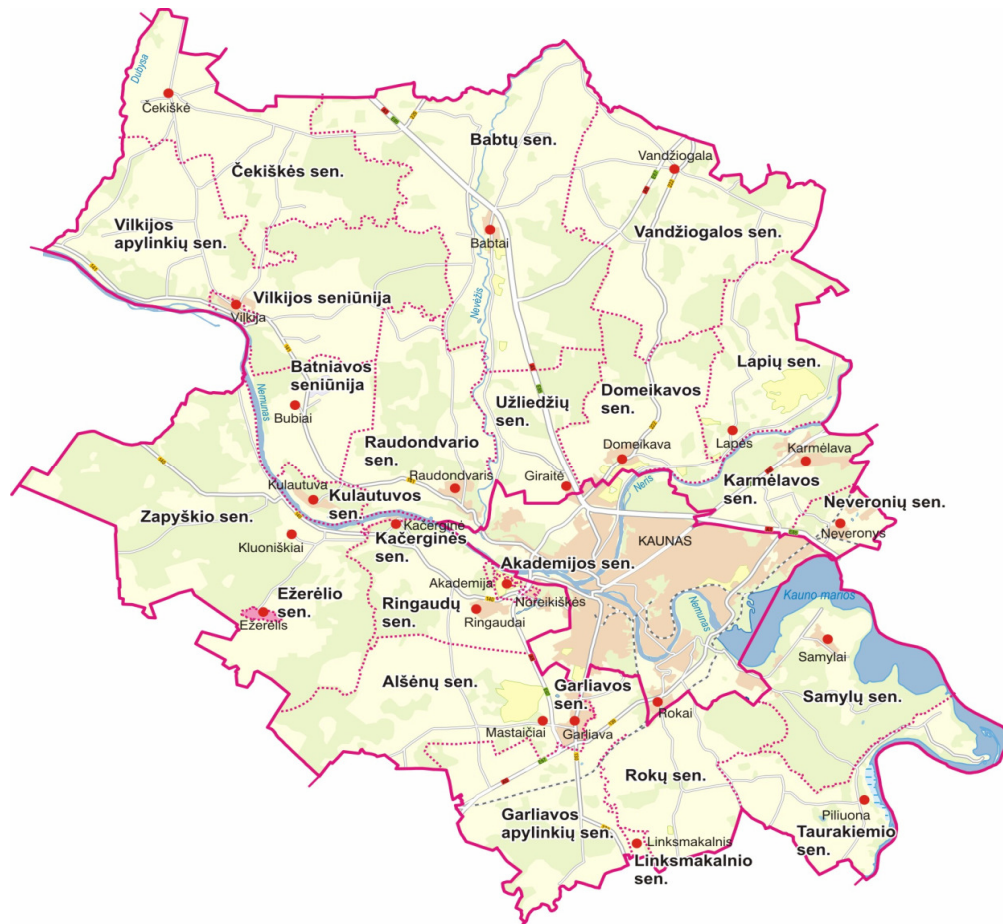 Dubysa
Čekiškė
Babtų sen.
Vandžiogala
Čekiškės sen.
Vilkijos
apylinkių sen.
Babtai
Vandžiogalos sen.
Vilkijos seniūnija
Vilkija
Nevėžis
Batniavos
seniūnija
Bubiai
Nemunas
Lapių sen.
Domeikavos
sen.
Užliedžių
sen.
Raudondvario
sen.
Domeikava
Lapės
Karmėlava
Raudondvaris
Giraitė
Neris
Karmėlavos
sen.
Kulautuva
Kulautuvos
sen.
Neveronių sen.
Neveronys
Zapyškio sen.
Kluoniškiai
Kačerginė
Kačerginės
sen.
KAUNAS
Akademijos sen.
Akademija
Noreikiškės
Ežerėlio
sen.
Ežerėlis
Ringaudų
sen.
Ringaudai
Nemunas
Kauno marios
Samylai
Alšėnų sen.
Garliavos
sen.
Samylų sen.
Rokai
Mastaičiai
Garliava
Rokų sen.
Garliavos
apylinkių sen.
Piliuona
Taurakiemio
sen.
Linksmakalnis
Linksmakalnio
sen.